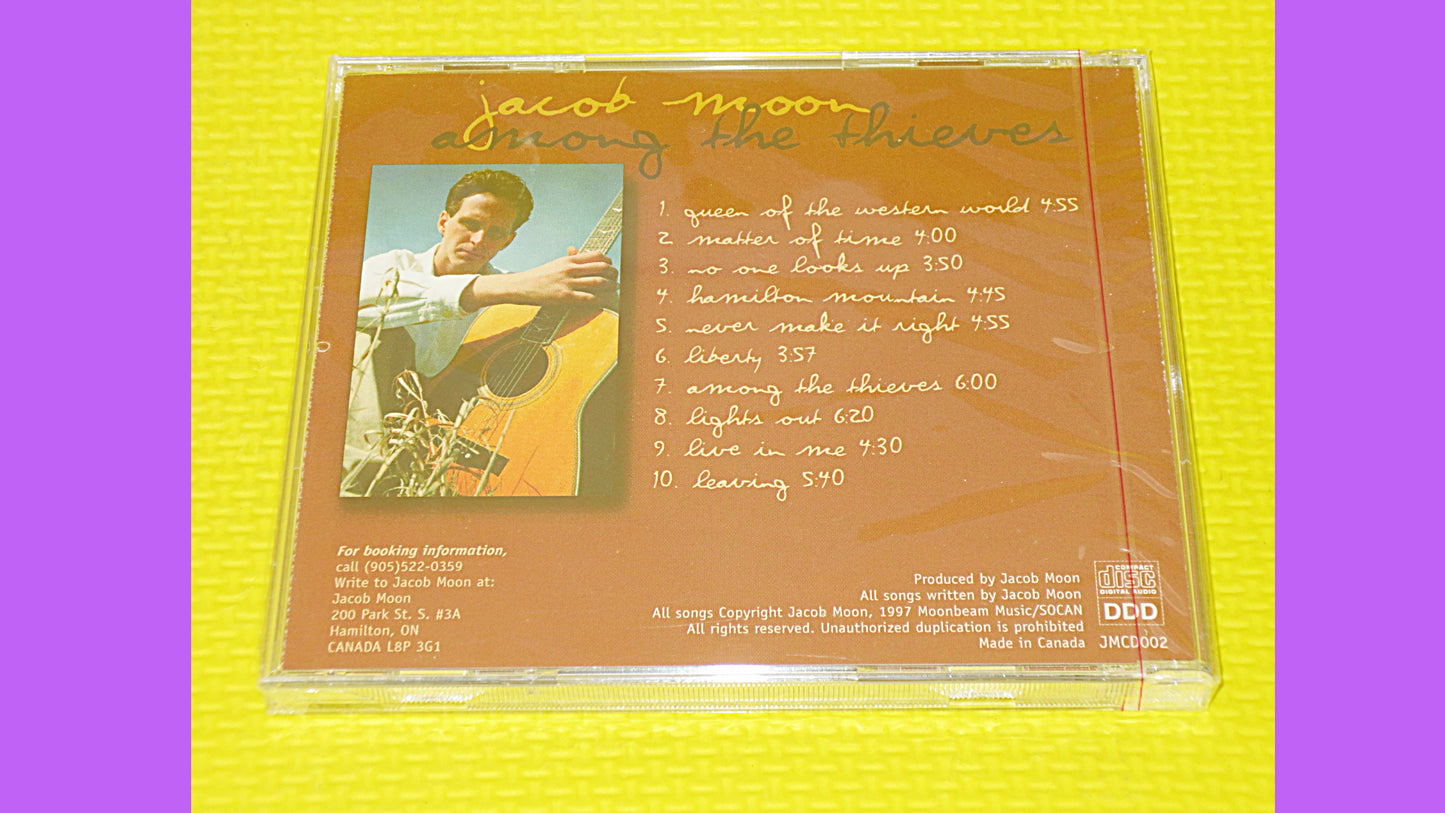 jacob moon
among the thieves
1. queen of the western world 4:55
2. matter of time 4:00
3. no one looks up 3:50
4. hamilton mountain 4:45
5. never make it right 4:55
6. liberty 3:57
7. among the thieves 6:00
8. lights out 6:20
9. live in me 4:30
10. leaving 5:40
For booking information,
call (905)522-0359
Write to Jacob Moon at:
Jacob Moon
200 Park St. S. #3A
Hamilton, ON
CANADA L8P 3G1
Produced by Jacob Moon
All songs written by Jacob Moon
All songs Copyright Jacob Moon, 1997 Moonbeam Music/SOCAN
All rights reserved. Unauthorized duplication is prohibited
Made in Canada
COMPACT
disc
DIGITAL AUDIO
DDD
JMCD002